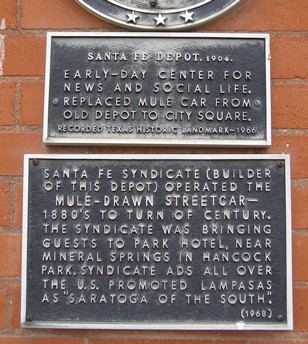 SANTA FE DEPOT, 1904.
EARLY-DAY CENTER FOR
NEWS AND SOCIAL LIFE.
REPLACED MULE CAR FROM
OLD DEPOT TO CITY SQUARE.
RECORDED TEXAS HISTORIC LANDMARK-1966
SANTA FE SYNDICATE (BUILDER
OF THIS DEPOT) OPERATED THE
MULE-DRAWN STREETCAR—
1880'S TO TURN OF CENTURY.
THE SYNDICATE WAS BRINGING
GUESTS TO PARK HOTEL, NEAR
MINERAL SPRINGS IN HANCOCK
PARK. SYNDICATE ADS ALL OVER
THE U.S. PROMOTED LAMPASAS
AS "SARATOGA OF THE SOUTH".
(1968)